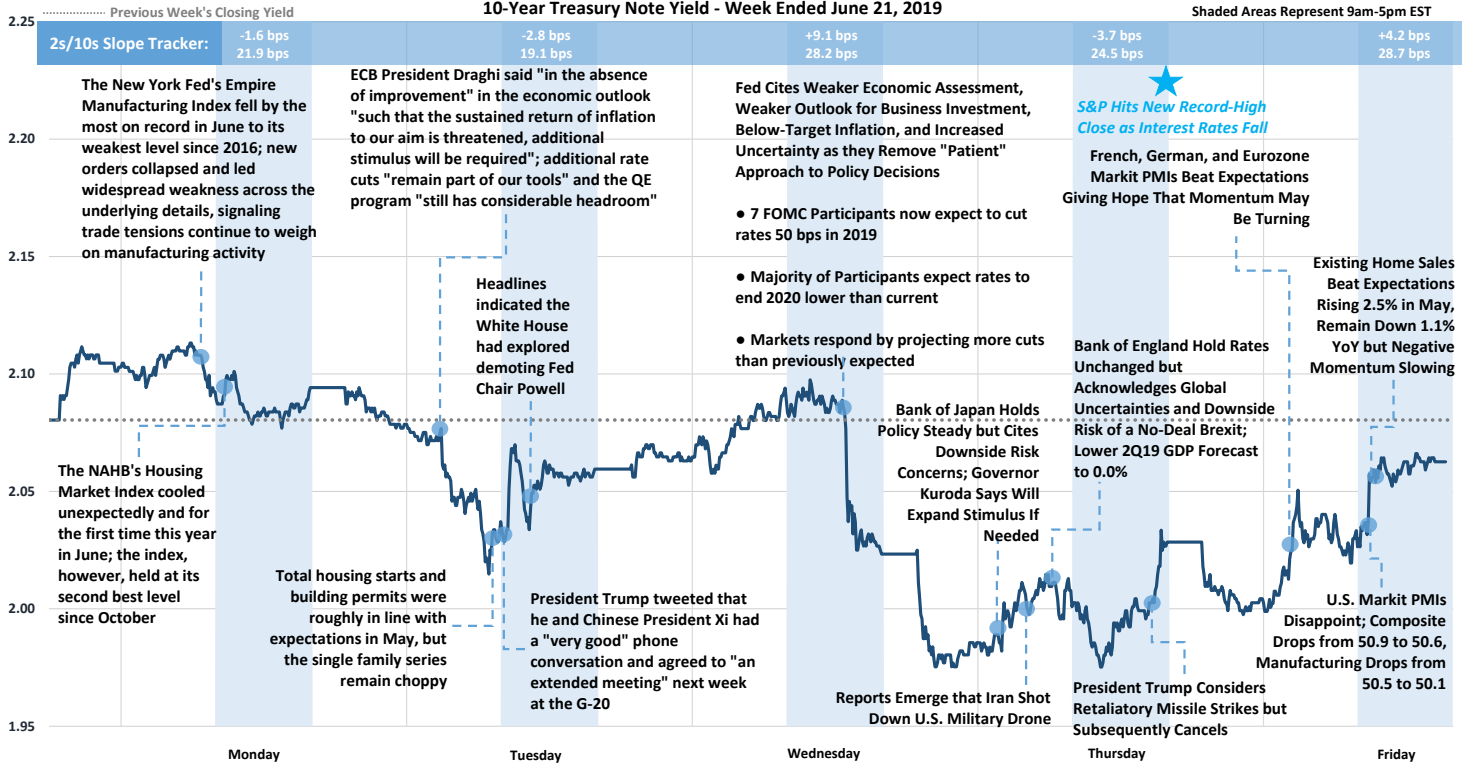 Previous Week's Closing Yield
10-Year Treasury Note Yield - Week Ended June 21, 2019
Shaded Areas Represent 9am-5pm EST
2s/10s Slope Tracker:
-1.6 bps
21.9 bps
-2.8 bps
19.1 bps
+9.1 bps
28.2 bps
-3.7 bps
24.5 bps
+4.2 bps
28.7 bps
2.25
2.20
2.15
2.10
2.05
2.00
1.95
The New York Fed's Empire
Manufacturing Index fell by the
most on record in June to its
weakest level since 2016; new
orders collapsed and led
widespread weakness across the
underlying details, signaling
trade tensions continue to weigh
on manufacturing activity
The NAHB's Housing
Market Index cooled
unexpectedly and for
the first time this year
in June; the index,
however, held at its
second best level
since October
ECB President Draghi said "in the absence
of improvement" in the economic outlook
"such that the sustained return of inflation
to our aim is threatened, additional
stimulus will be required"; additional rate
cuts "remain part of our tools" and the QE
program "still has considerable headroom"
Total housing starts and
building permits were
roughly in line with
expectations in May, but
the single family series
remain choppy
Headlines
indicated the
White House
had explored
demoting Fed
Chair Powell
President Trump tweeted that
he and Chinese President Xi had
a "very good" phone
conversation and agreed to "an
extended meeting" next week
at the G-20
Fed Cites Weaker Economic Assessment,
Weaker Outlook for Business Investment,
Below-Target Inflation, and Increased
Uncertainty as they Remove "Patient"
Approach to Policy Decisions
● 7 FOMC Participants now expect to cut
rates 50 bps in 2019
● Majority of Participants expect rates to
end 2020 lower than current
● Markets respond by projecting more cuts
than previously expected
Bank of Japan Holds
Policy Steady but Cites
Downside Risk
Concerns; Governor
Kuroda Says Will
Expand Stimulus If
Needed
Reports Emerge that Iran Shot
Down U.S. Military Drone
S&P Hits New Record-High
Close as Interest Rates Fall
French, German, and Eurozone
Markit PMIs Beat Expectations
Giving Hope That Momentum May
Be Turning
Bank of England Hold Rates
Unchanged but
Acknowledges Global
Uncertainties and Downside
Risk of a No-Deal Brexit;
Lower 2Q19 GDP Forecast
to 0.0%
President Trump Considers
Retaliatory Missile Strikes but
Subsequently Cancels
Existing Home Sales
Beat Expectations
Rising 2.5% in May,
Remain Down 1.1%
YoY but Negative
Momentum Slowing
U.S. Markit PMIs
Disappoint; Composite
Drops from 50.9 to 50.6,
Manufacturing Drops from
50.5 to 50.1
Monday
Tuesday
Wednesday
Thursday
Friday